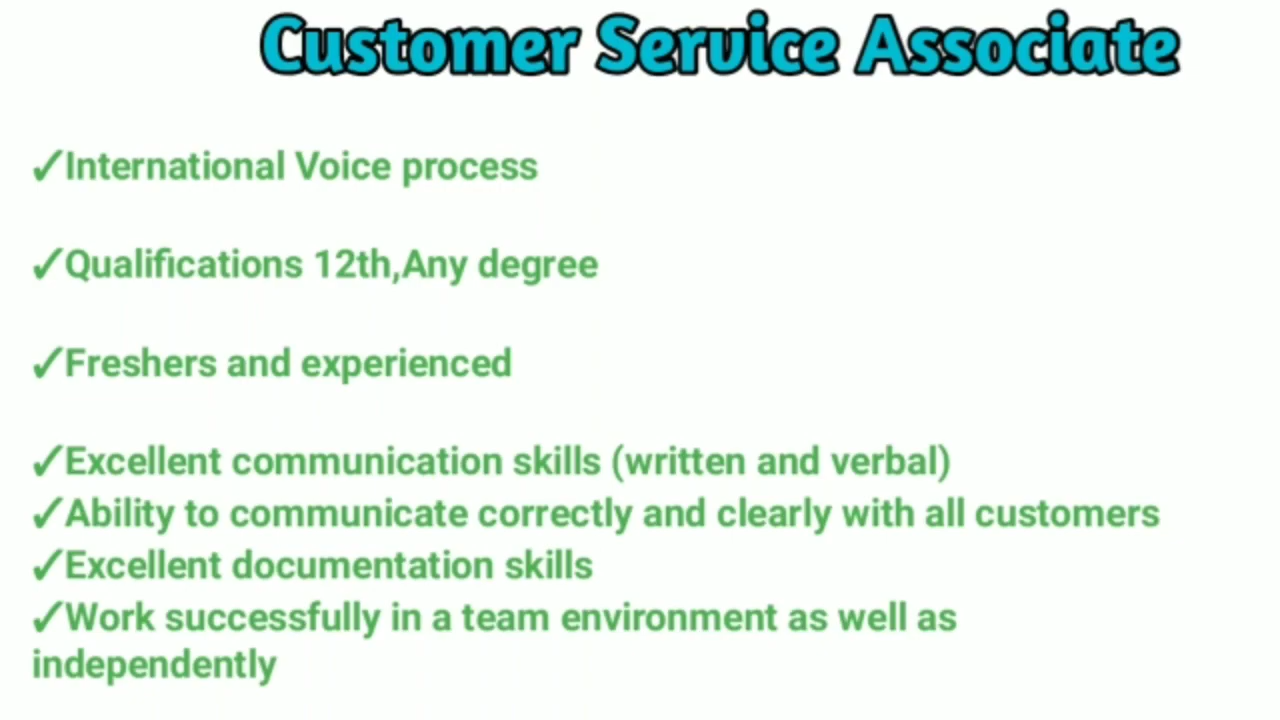 Customer Service Associate
✓International Voice process
✓Qualifications 12th,Any degree
✓Freshers and experienced
✓Excellent communication skills (written and verbal)
✓Ability to communicate correctly and clearly with all customers
✓Excellent documentation skills
✓Work successfully in a team environment as well as
independently